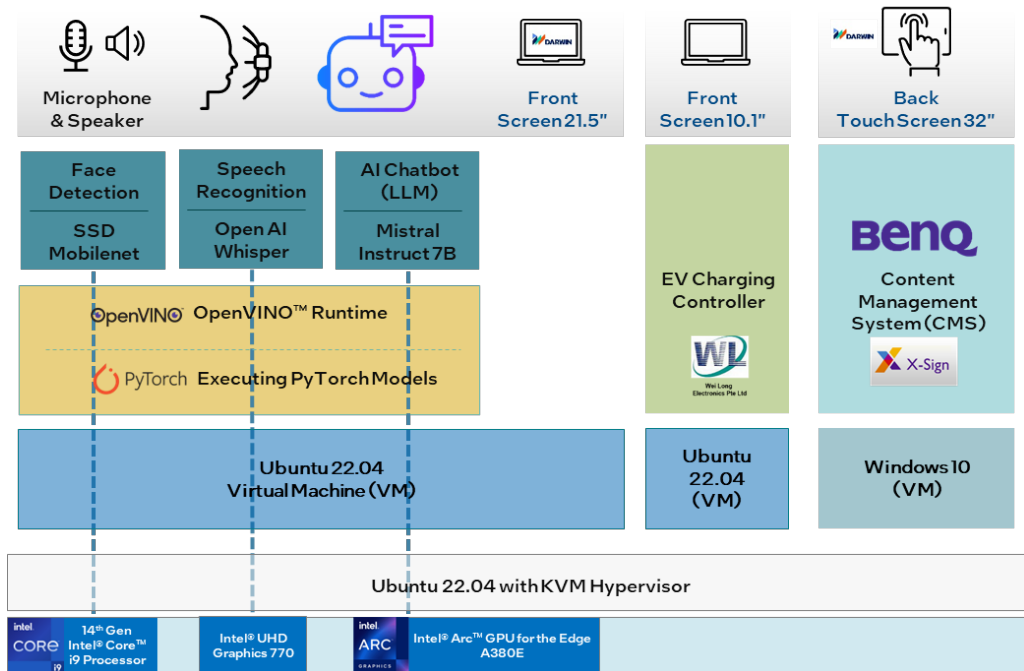 DARWIN
DARWIN
Microphone
& Speaker
Front
Screen 21.5"
Front
Screen 10.1"
Back
Touch Screen 32"
Face
Detection
SSD
Mobilenet
Speech
Recognition
Open AI
Whisper
AI Chatbot
(LLM)
Mistral
Instruct 7B
OpenVINO
OpenVINO™ Runtime
PyTorch
Executing PyTorch Models
EV Charging
Controller
WL
Wei Long
Electronics Pte Ltd
BenQ
Content
Management
System (CMS)
X-Sign
Ubuntu 22.04
Virtual Machine (VM)
Ubuntu
22.04
(VM)
Windows 10
(VM)
Ubuntu 22.04 with KVM Hypervisor
intel
CORE
i9
14th Gen
Intel® Core™
i9 Processor
Intel® UHD
Graphics 770
intel
ARC
GRAPHICS
Intel® Arc™ GPU for the Edge
A380E